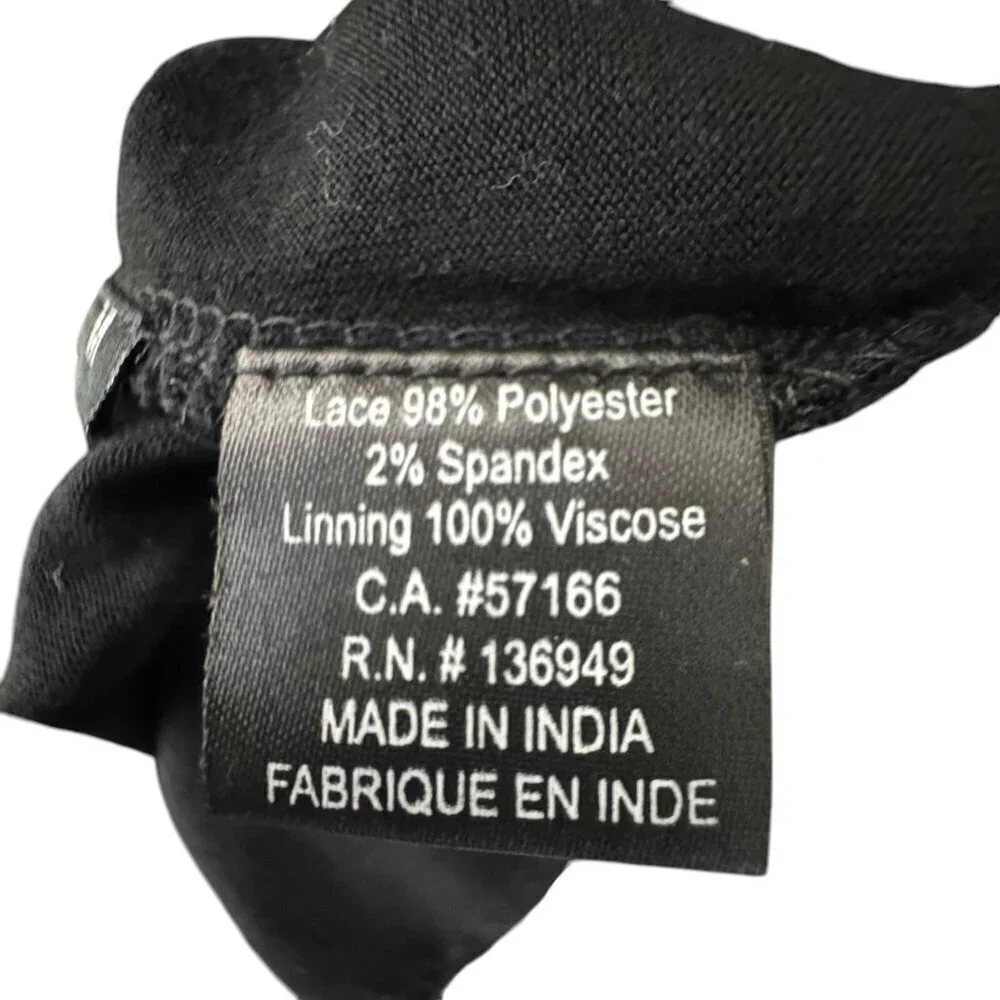 Lace 98% Polyester
2% Spandex
Linning 100% Viscose
C.A. #57166
R.N. # 136949
MADE IN INDIA
FABRIQUE EN INDE